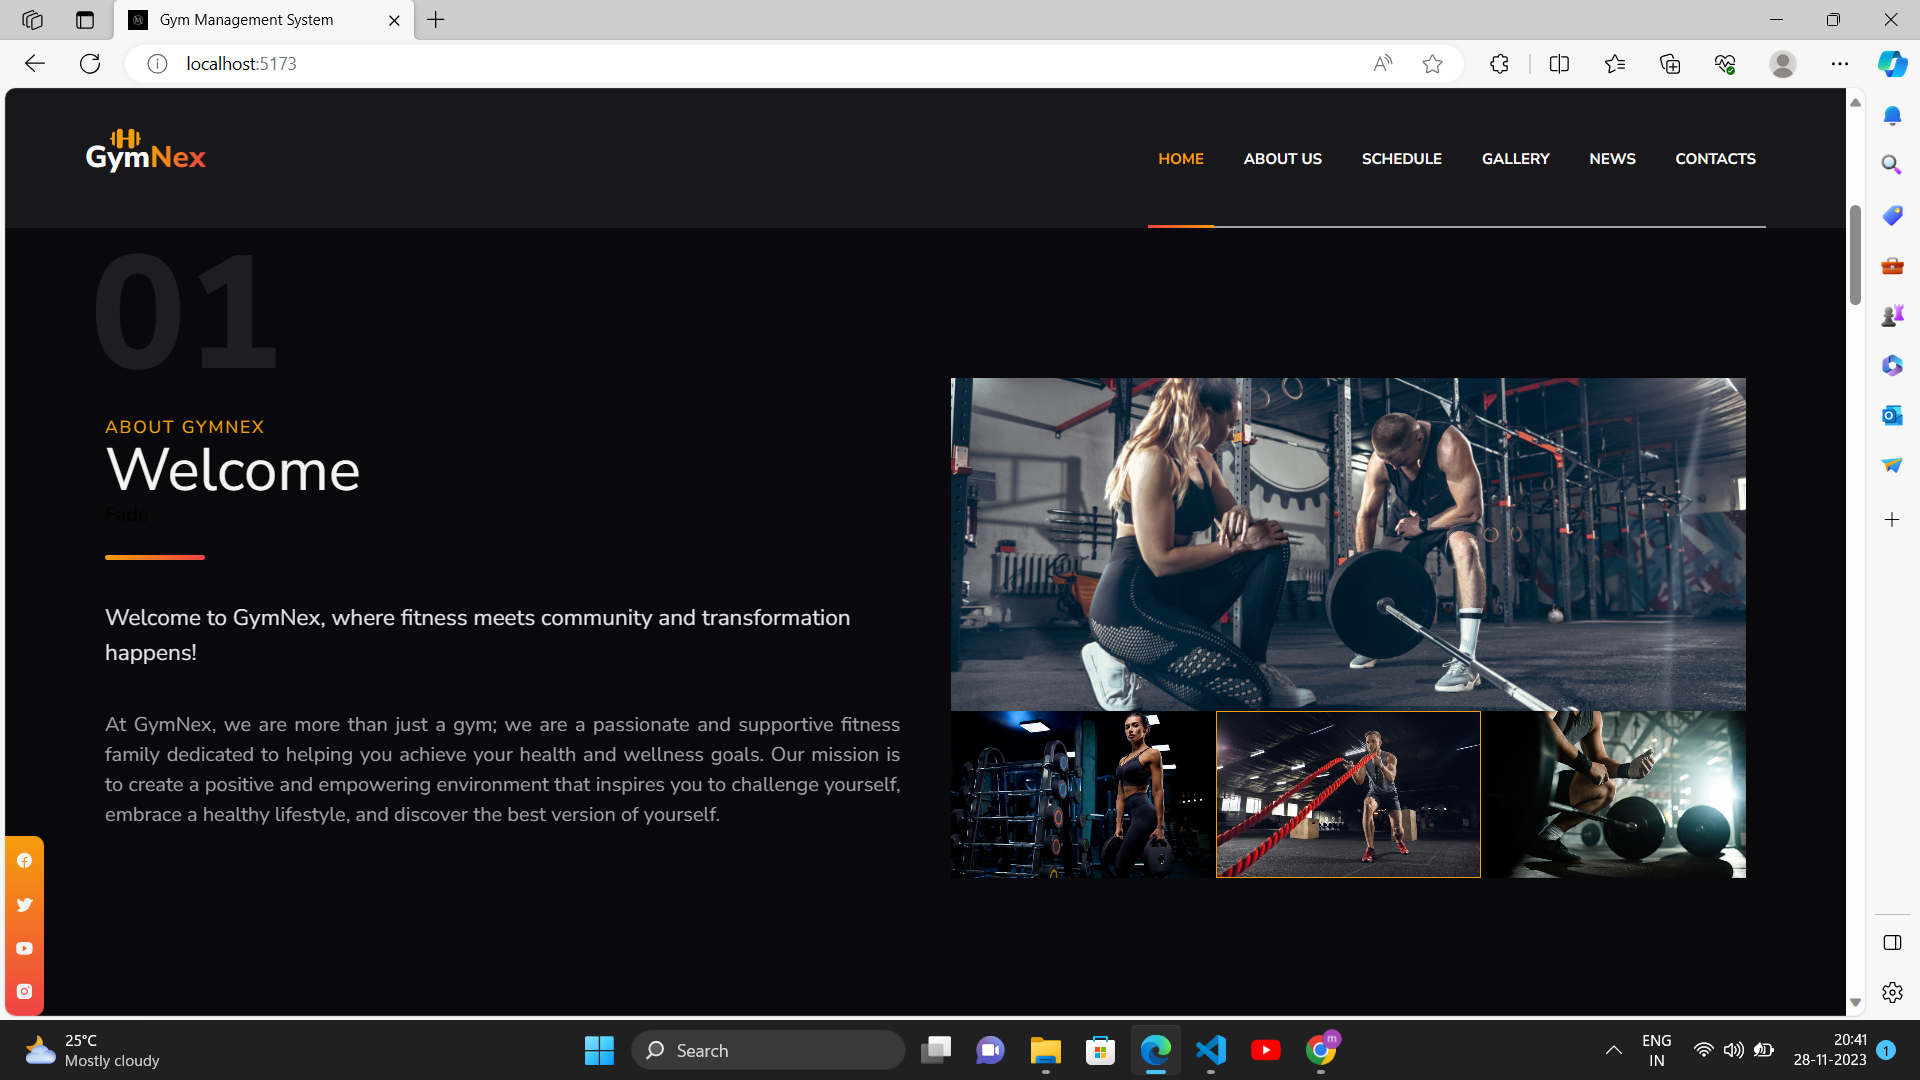 Gym Management System
localhost:5173
GymNex
HOME
ABOUT US
SCHEDULE
GALLERY
NEWS
CONTACTS
01
ABOUT GYMNEX
Welcome
Fade
Welcome to GymNex, where fitness meets community and transformation
happens!
At GymNex, we are more than just a gym; we are a passionate and supportive fitness
family dedicated to helping you achieve your health and wellness goals. Our mission is
to create a positive and empowering environment that inspires you to challenge yourself,
embrace a healthy lifestyle, and discover the best version of yourself.
25°C
Mostly cloudy
Search
m
ENG
IN
20:41
28-11-2023
1